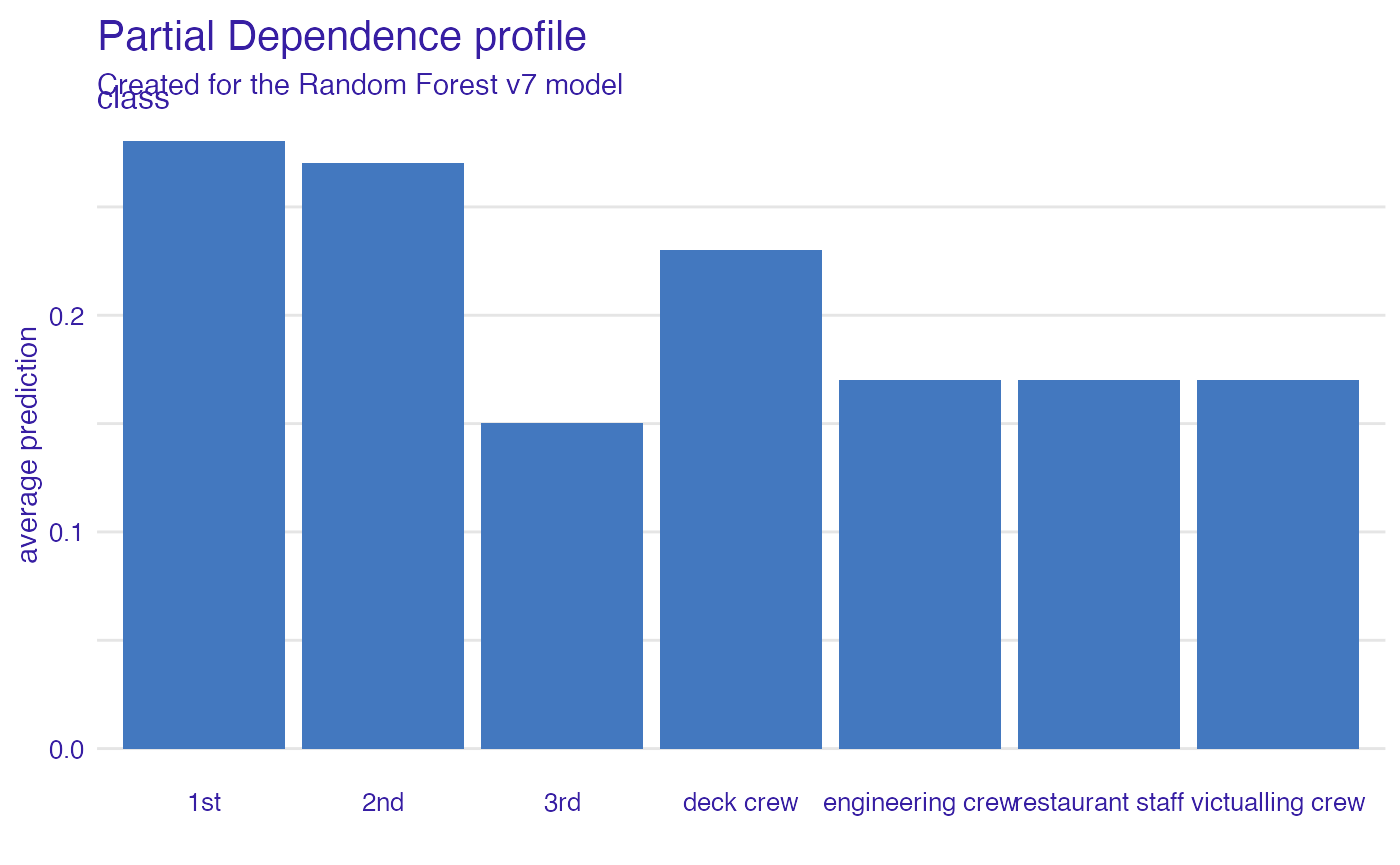 Partial Dependence profile
Created for the Random Forest v7 model
class
average prediction
0.2
0.1
0.0
1st 2nd 3rd deck crew engineering crew restaurant staff victualling crew